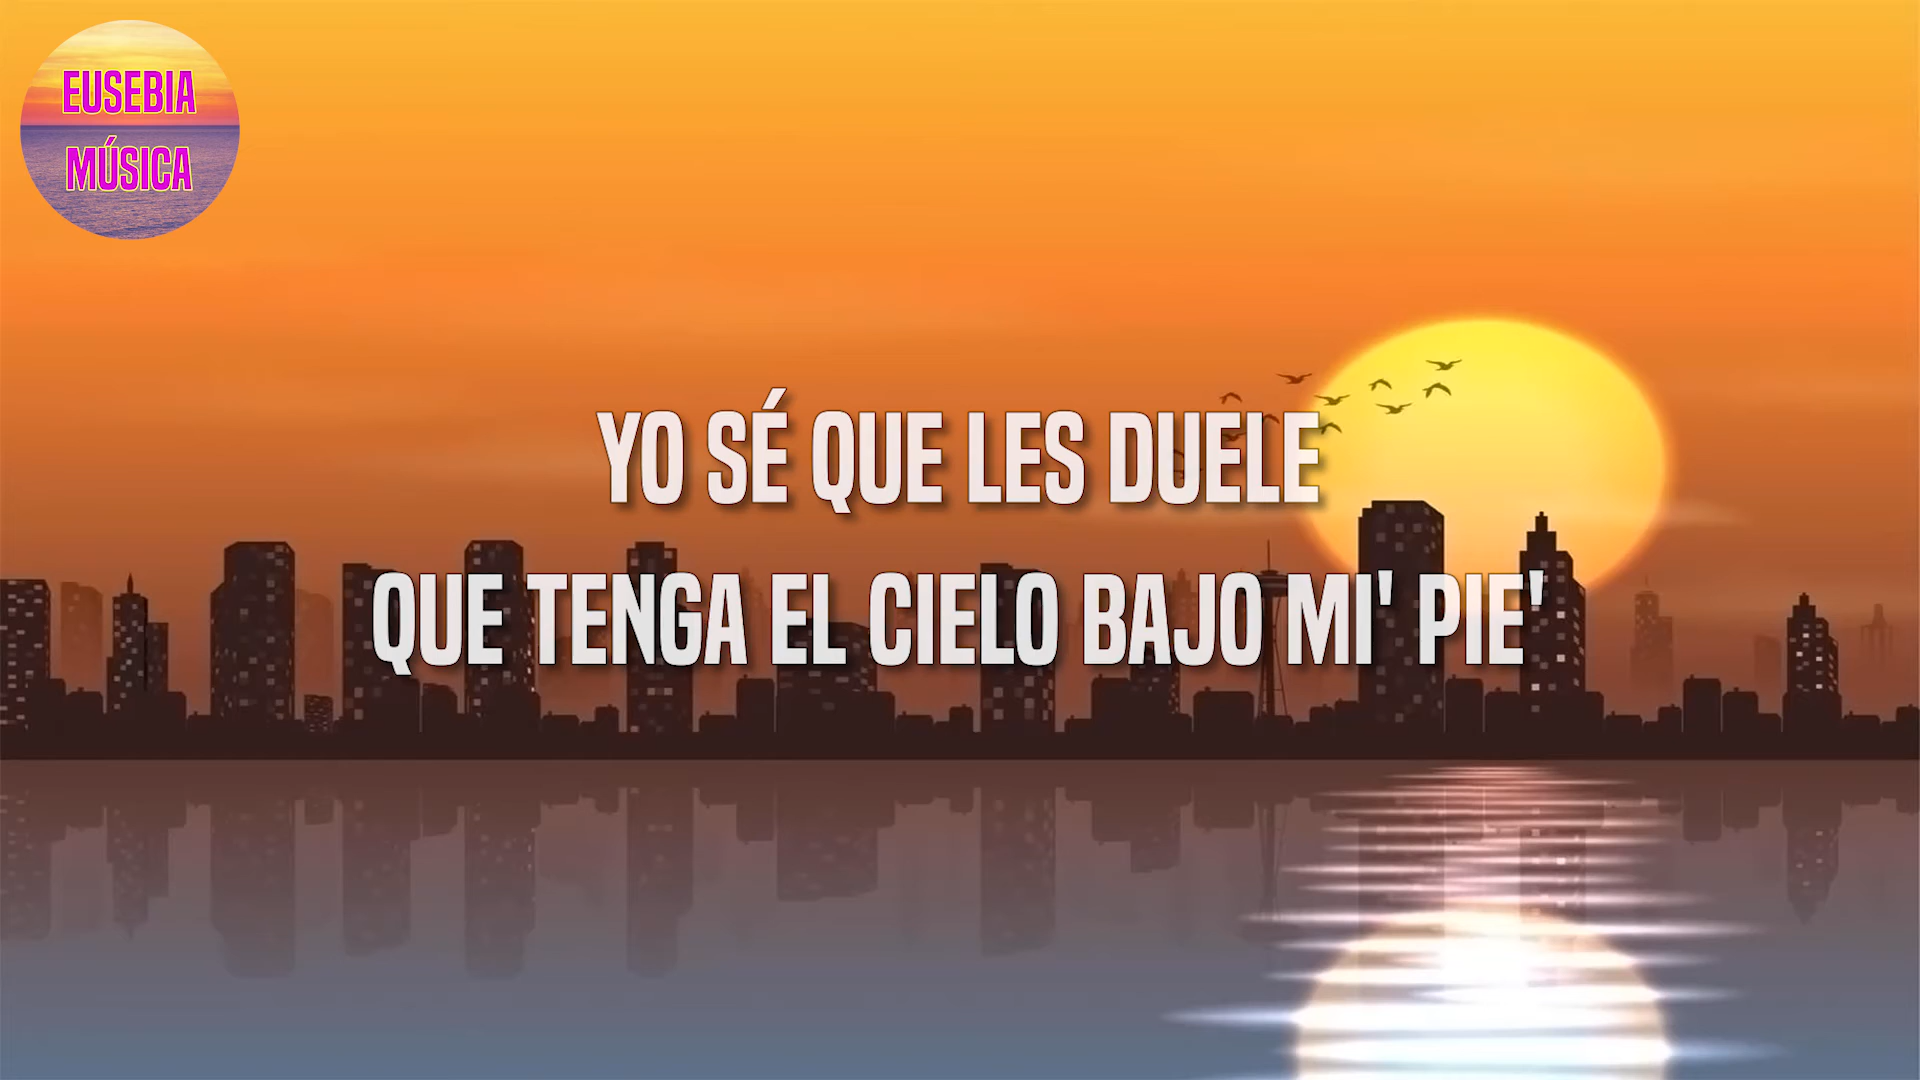 EUSEBIA
MÚSICA
YO SÉ QUE LES DUELE
QUE TENGA EL CIELO BAJO MI' PIE'